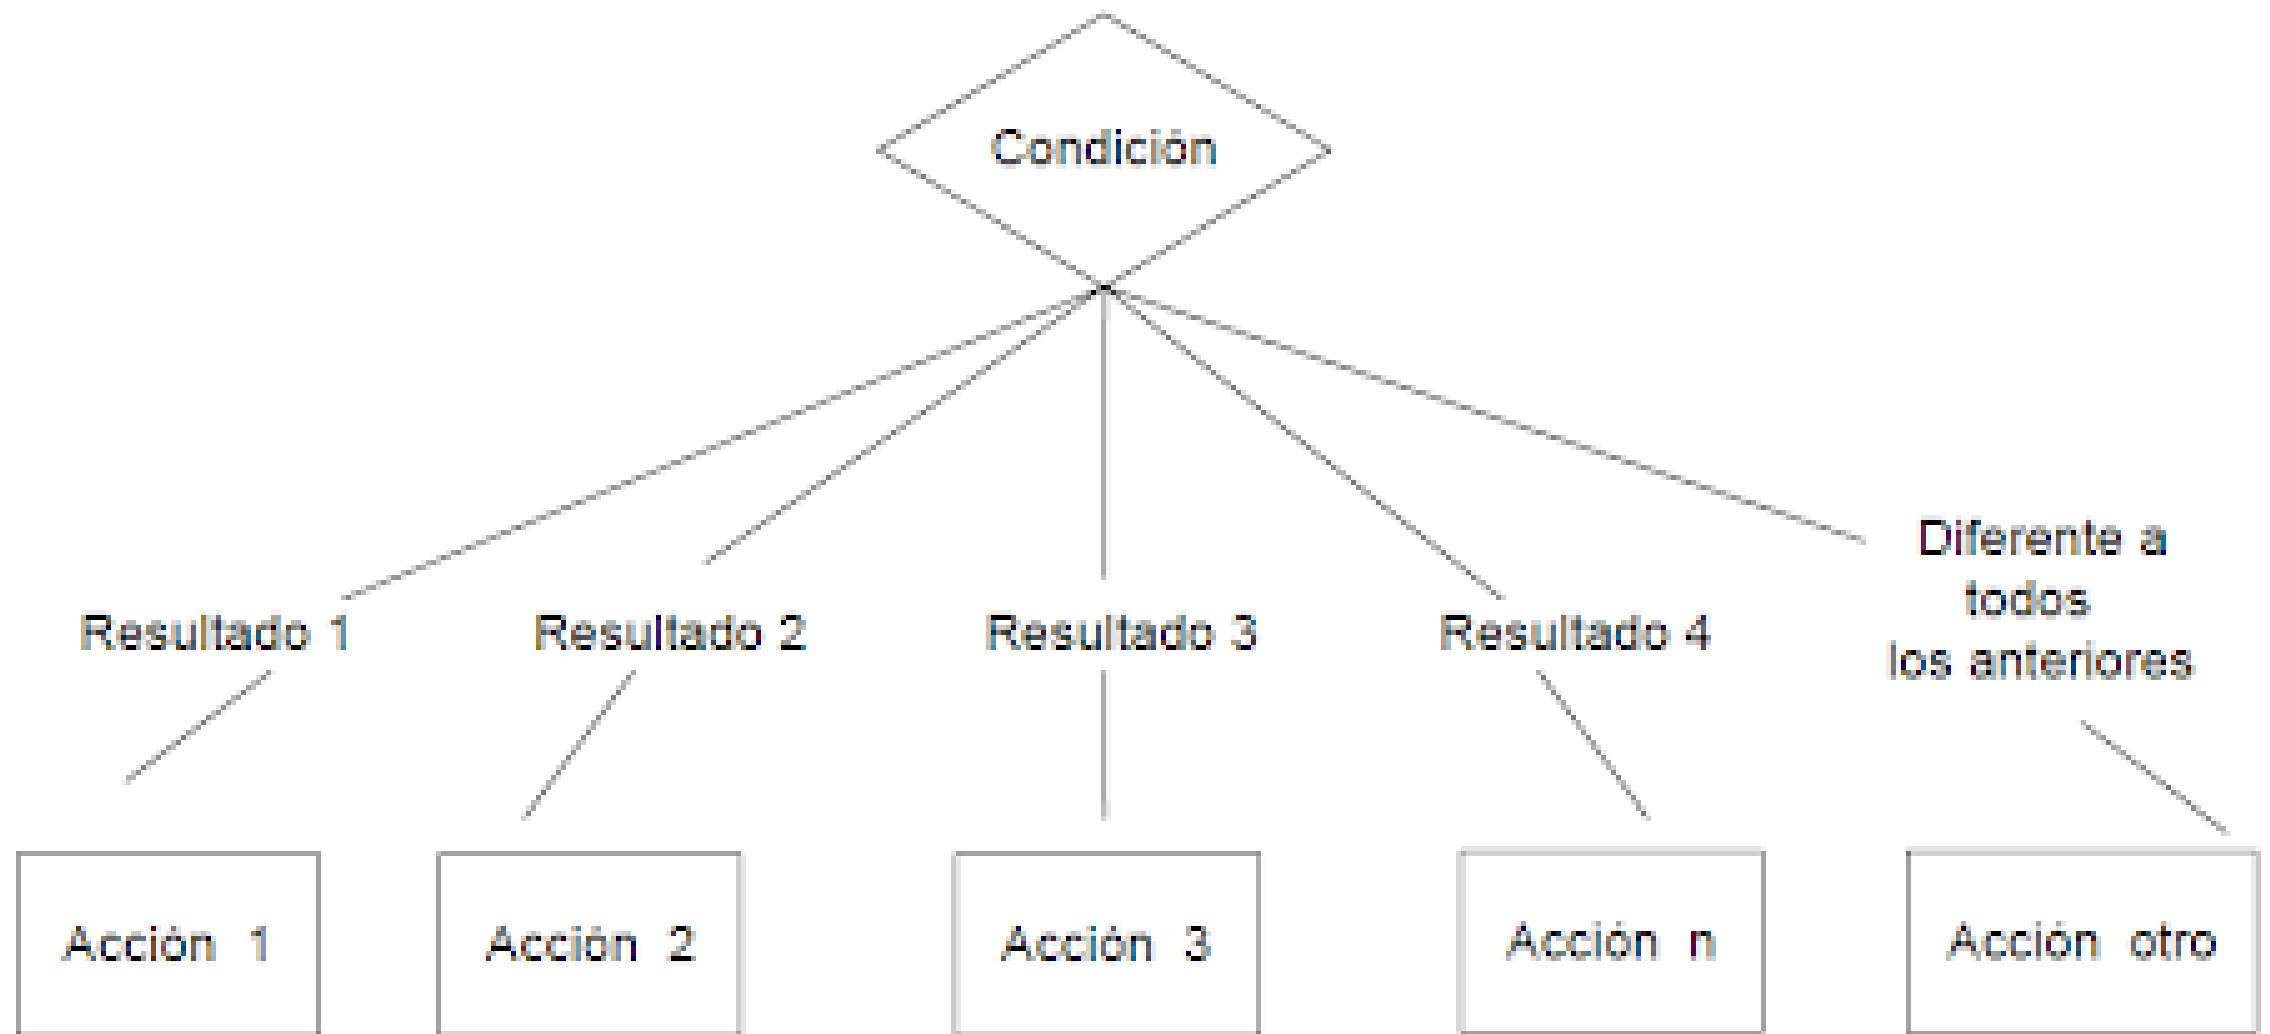 Condición
Resultado 1
Resultado 2
Resultado 3
Resultado 4
Diferente a
todos
los anteriores
Acción 1
Acción 2
Acción 3
Acción n
Acción otro